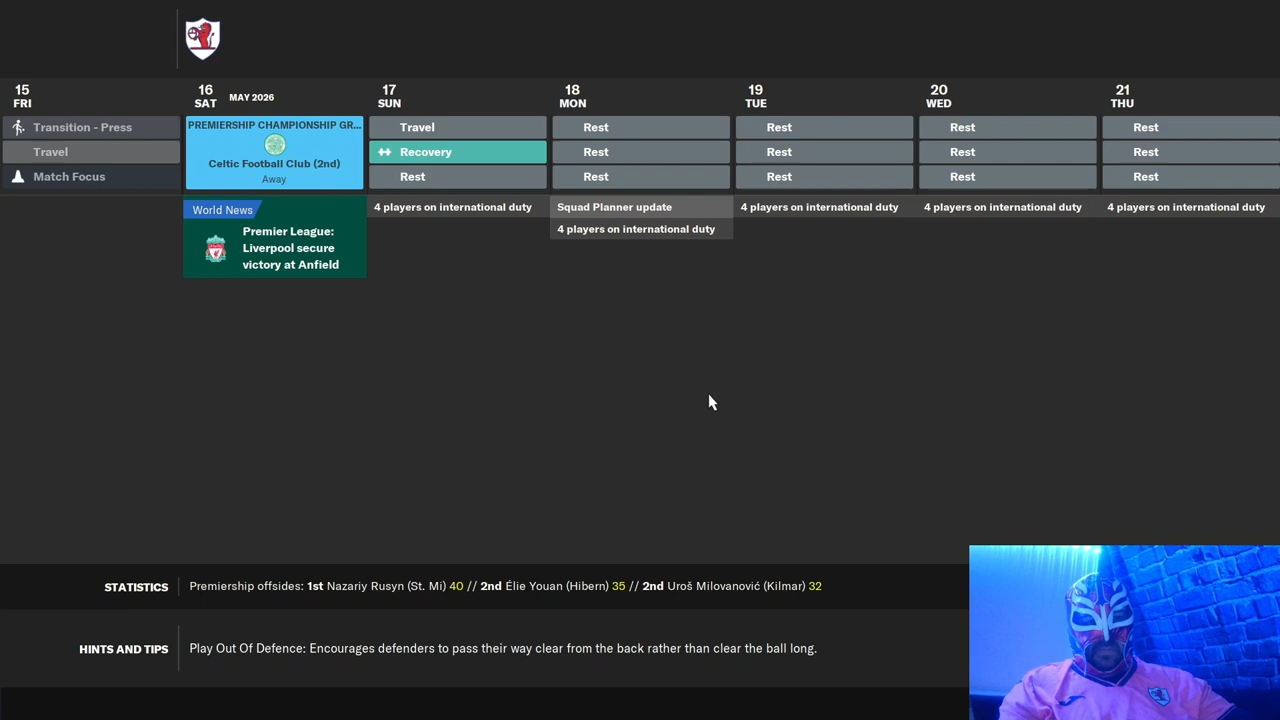 15
FRI
16
SAT
MAY 2026
17
SUN
18
MON
19
TUE
20
WED
21
THU
Transition - Press
Travel
Match Focus
PREMIERSHIP CHAMPIONSHIP GR...
Celtic Football Club (2nd)
Away
Travel
Recovery
Rest
Rest
Rest
Rest
Rest
Rest
Rest
Rest
Rest
Rest
Rest
Rest
Rest
World News
Premier League:
Liverpool secure
victory at Anfield
4 players on international duty
Squad Planner update
4 players on international duty
4 players on international duty
4 players on international duty
4 players on international duty
STATISTICS
Premiership offsides: 1st Nazariy Rusyn (St. Mi) 40 // 2nd Élie Youan (Hibern) 35 // 2nd Uroš Milovanović (Kilmar) 32
HINTS AND TIPS
Play Out Of Defence: Encourages defenders to pass their way clear from the back rather than clear the ball long.